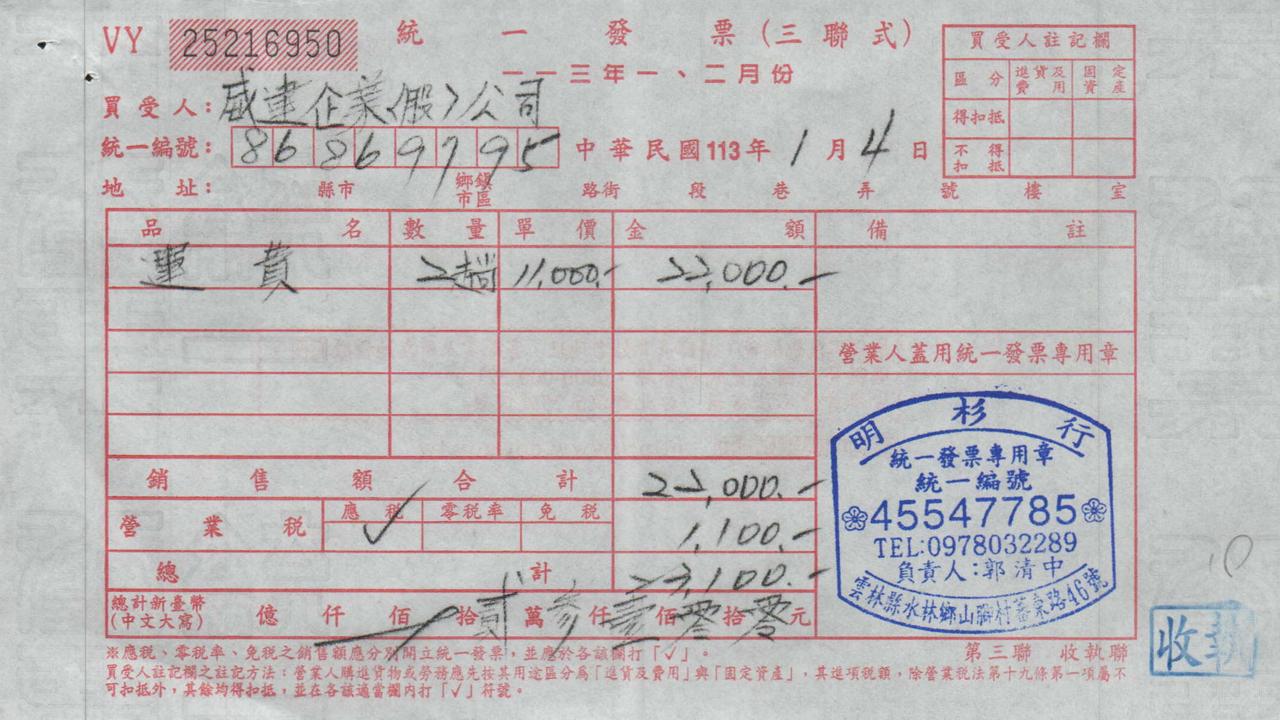 VY 25216950 統一發票(三聯式)
一一三年一、二月份
買受人註記欄
區分 進貨及費用 固定資產
得扣抵
不得扣抵
買受人: 威建企業〈股〉公司
統一編號: 中華民國113年1月4日
地址: 縣市 鄉鎮市區 路街 段 巷 弄 號 樓 室
品名 數量 單價 金額 備註
運費 2趟 11,000.- 22,000.-
營業人蓋用統一發票專用章
銷售額合計 22,000.-
營業稅 應稅 ✓ 零稅率 免稅 1,100.-
總計 23,100.-
總計新臺幣(中文大寫) 億 仟 佰 拾 貳 萬 參 仟 壹 佰 零 拾 零 元
明杉行
統一發票專用章
統一編號
45547785
TEL:0978032289
負責人:郭清中
雲林縣水林鄉山腳村蕃東路46號
※應稅、零稅率、免稅之銷售額應分別開立統一發票,並應於各該欄打「✓」。
第三聯 收執聯
買受人註記欄之註記方法:營業人購進貨物或勞務應先按其用途區分為「進貨及費用」與「固定資產」,其進項稅額,除營業稅法第十九條第一項屬不
可扣抵外,其餘均得扣抵,並在各該適當欄內打「✓」符號。
收執